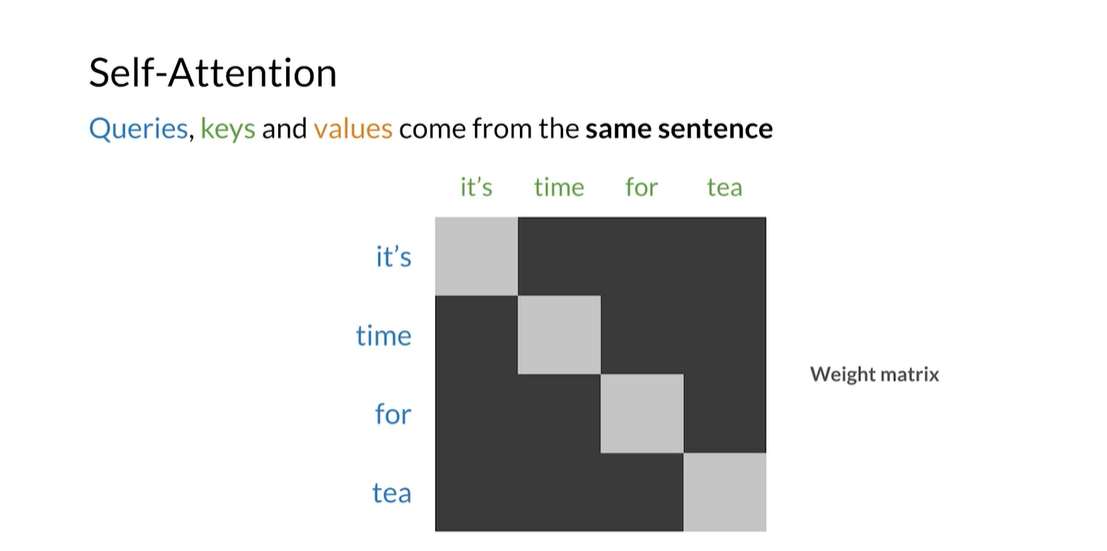 Self-Attention
Queries, keys and values come from the same sentence
it's time for tea
it's
time
for
tea
Weight matrix